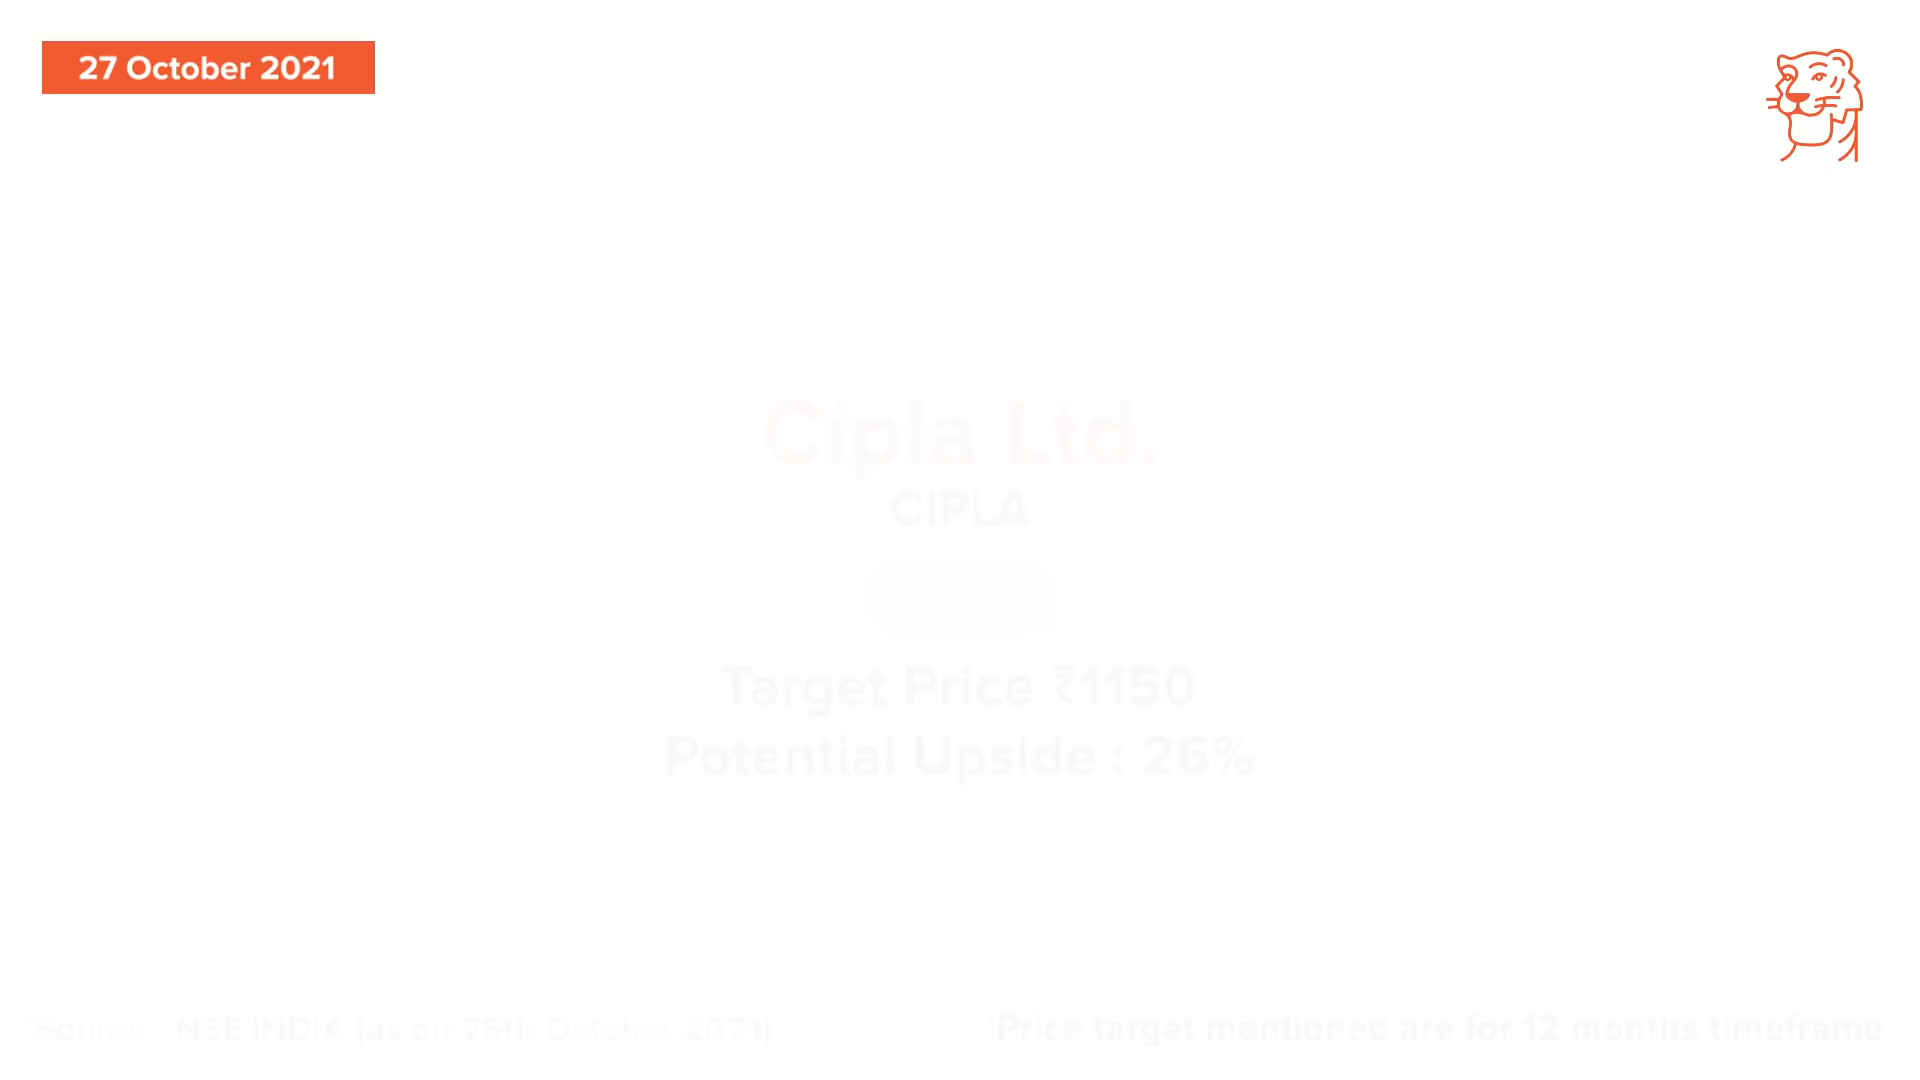 27 October 2021
Cipla Ltd.
CIPLA
Target Price ₹1150
Potential Upside : 26%
*Source - NSE INDIA (as on 26th October 2021)
*Price target mentioned are for 12 months timeframe